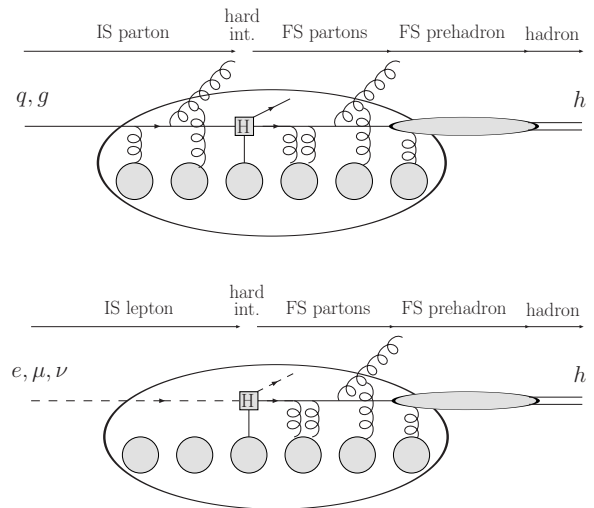 hard
IS parton int. FS partons FS prehadron hadron
q, g h
H
hard
IS lepton int. FS partons FS prehadron hadron
e, μ, ν h
H